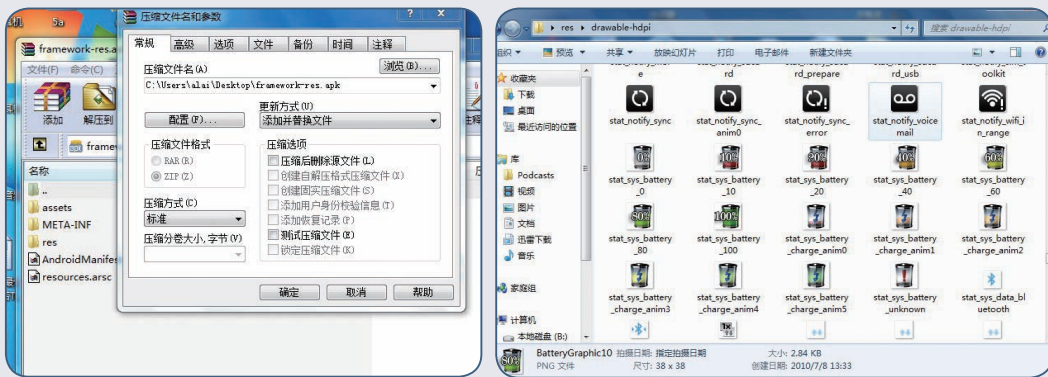 5a
压缩文件名和参数
framework-res.a
文件(F) 命令(C)
添加 解压到
frame
名称
..
assets
META-INF
res
AndroidManifes
resources.arsc
常规 高级 选项 文件 备份 时间 注释
压缩文件名(A)
浏览(B)...
C:\Users\alai\Desktop\framework-res.apk
配置(F)...
更新方式(U)
添加并替换文件
压缩文件格式
RAR(R)
ZIP(Z)
压缩方式(C)
标准
压缩分卷大小,字节(V)
压缩选项
压缩后删除源文件(L)
创建自解压格式压缩文件(X)
创建固实压缩文件(S)
添加用户身份校验信息(I)
添加恢复记录(P)
测试压缩文件(E)
锁定压缩文件(K)
确定 取消 帮助
res drawable-hdpi
搜索 drawable-hdpi
组织 预览 共享 放映幻灯片 打印 电子邮件 新建文件夹
收藏夹
下载
桌面
最近访问的位置
库
Podcasts
视频
图片
文档
迅雷下载
音乐
家庭组
计算机
本地磁盘 (B:)
e rd rd_prepare rd_usb oolkit
stat_notify_sync stat_notify_sync_anim0 stat_notify_sync_error stat_notify_voicemail stat_notify_wifi_in_range
0% 10% 20% 40% 60%
stat_sys_battery_0 stat_sys_battery_10 stat_sys_battery_20 stat_sys_battery_40 stat_sys_battery_60
80% 100%
stat_sys_battery_80 stat_sys_battery_100 stat_sys_battery_charge_anim0 stat_sys_battery_charge_anim1 stat_sys_battery_charge_anim2
stat_sys_battery_charge_anim3 stat_sys_battery_charge_anim4 stat_sys_battery_charge_anim5 stat_sys_battery_unknown stat_sys_data_bluetooth
1X
80%
BatteryGraphic10 拍摄日期: 指定拍摄日期 大小: 2.84 KB
PNG 文件 尺寸: 38 x 38 创建日期: 2010/7/8 13:33